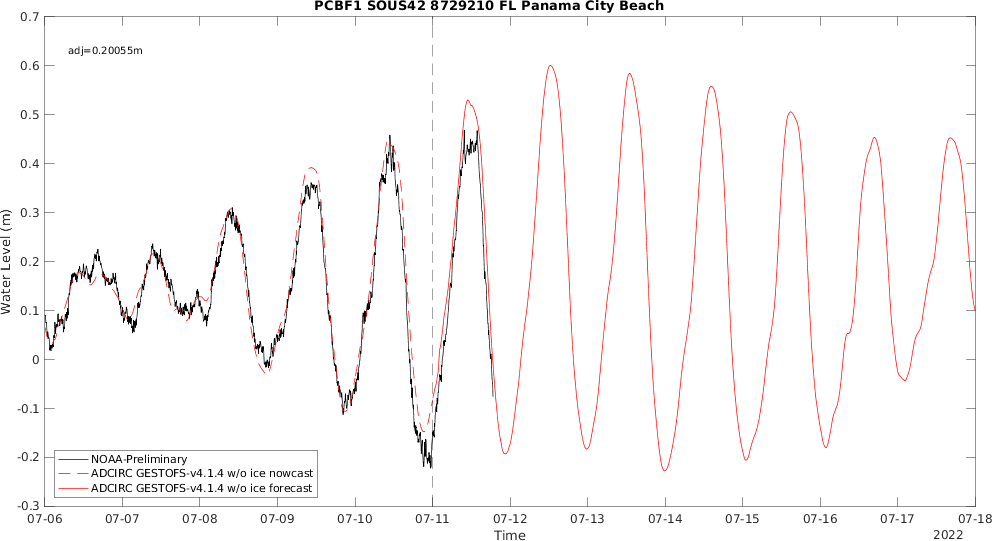 PCBF1 SOUS42 8729210 FL Panama City Beach
adj=0.20055m
0.7
0.6
0.5
0.4
0.3
0.2
0.1
0
-0.1
-0.2
-0.3
Water Level (m)
NOAA-Preliminary
ADCIRC GESTOFS-v4.1.4 w/o ice nowcast
ADCIRC GESTOFS-v4.1.4 w/o ice forecast
07-06 07-07 07-08 07-09 07-10 07-11 07-12 07-13 07-14 07-15 07-16 07-17 07-18
Time
2022